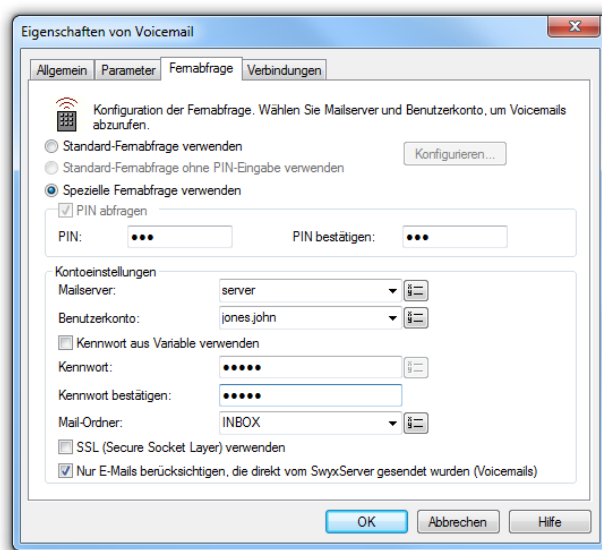 Eigenschaften von Voicemail
Allgemein Parameter Fernabfrage Verbindungen
Konfiguration der Fernabfrage. Wählen Sie Mailserver und Benutzerkonto, um Voicemails
abzurufen.
Standard-Fernabfrage verwenden
Konfigurieren...
Standard-Fernabfrage ohne PIN-Eingabe verwenden
Spezielle Fernabfrage verwenden
PIN abfragen
PIN: ●●● PIN bestätigen: ●●●
Kontoeinstellungen
Mailserver: server
Benutzerkonto: jones.john
Kennwort aus Variable verwenden
Kennwort: ●●●●●
Kennwort bestätigen: ●●●●●
Mail-Ordner: INBOX
SSL (Secure Socket Layer) verwenden
Nur E-Mails berücksichtigen, die direkt vom SwyxServer gesendet wurden (Voicemails)
OK Abbrechen Hilfe